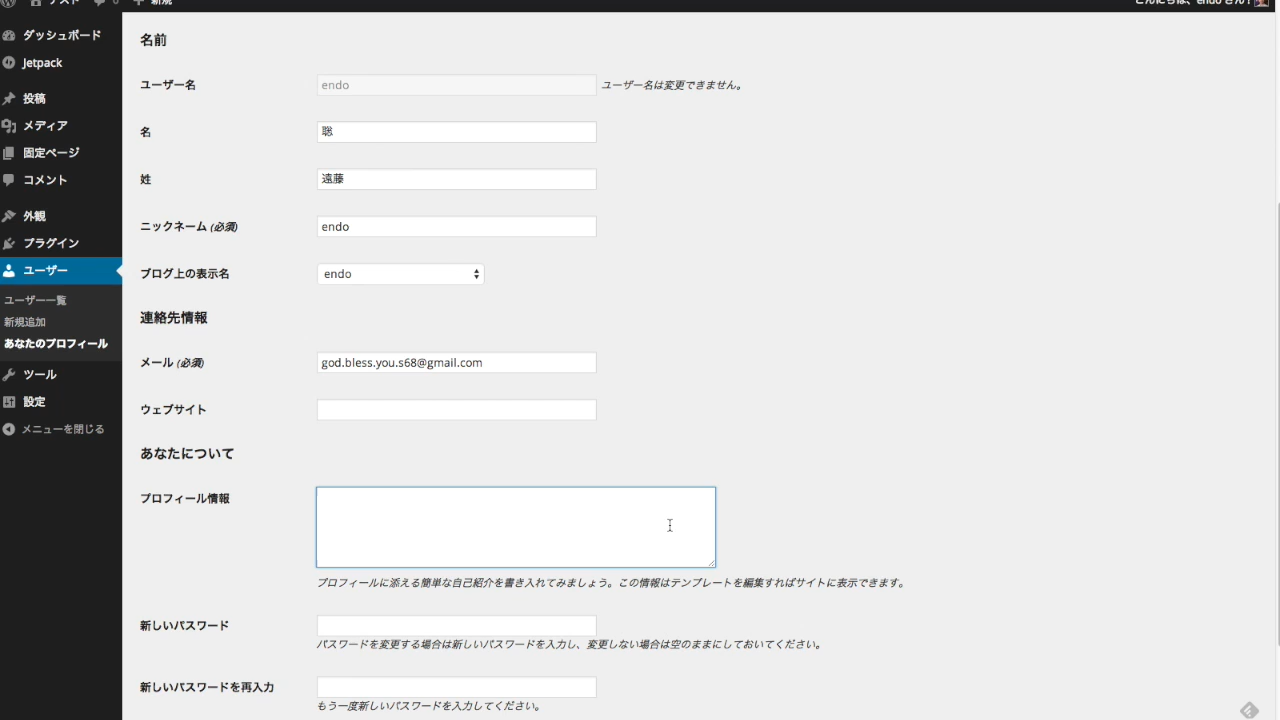 テスト 0 新規
こんにちは、endo さん！
ダッシュボード
Jetpack
投稿
メディア
固定ページ
コメント
外観
プラグイン
ユーザー
ユーザー一覧
新規追加
あなたのプロフィール
ツール
設定
メニューを閉じる
名前
ユーザー名 endo ユーザー名は変更できません。
名 聡
姓 遠藤
ニックネーム (必須) endo
ブログ上の表示名 endo
連絡先情報
メール (必須) god.bless.you.s68@gmail.com
ウェブサイト
あなたについて
プロフィール情報
プロフィールに添える簡単な自己紹介を書き入れてみましょう。この情報はテンプレートを編集すればサイトに表示できます。
新しいパスワード
パスワードを変更する場合は新しいパスワードを入力し、変更しない場合は空のままにしておいてください。
新しいパスワードを再入力
もう一度新しいパスワードを入力してください。